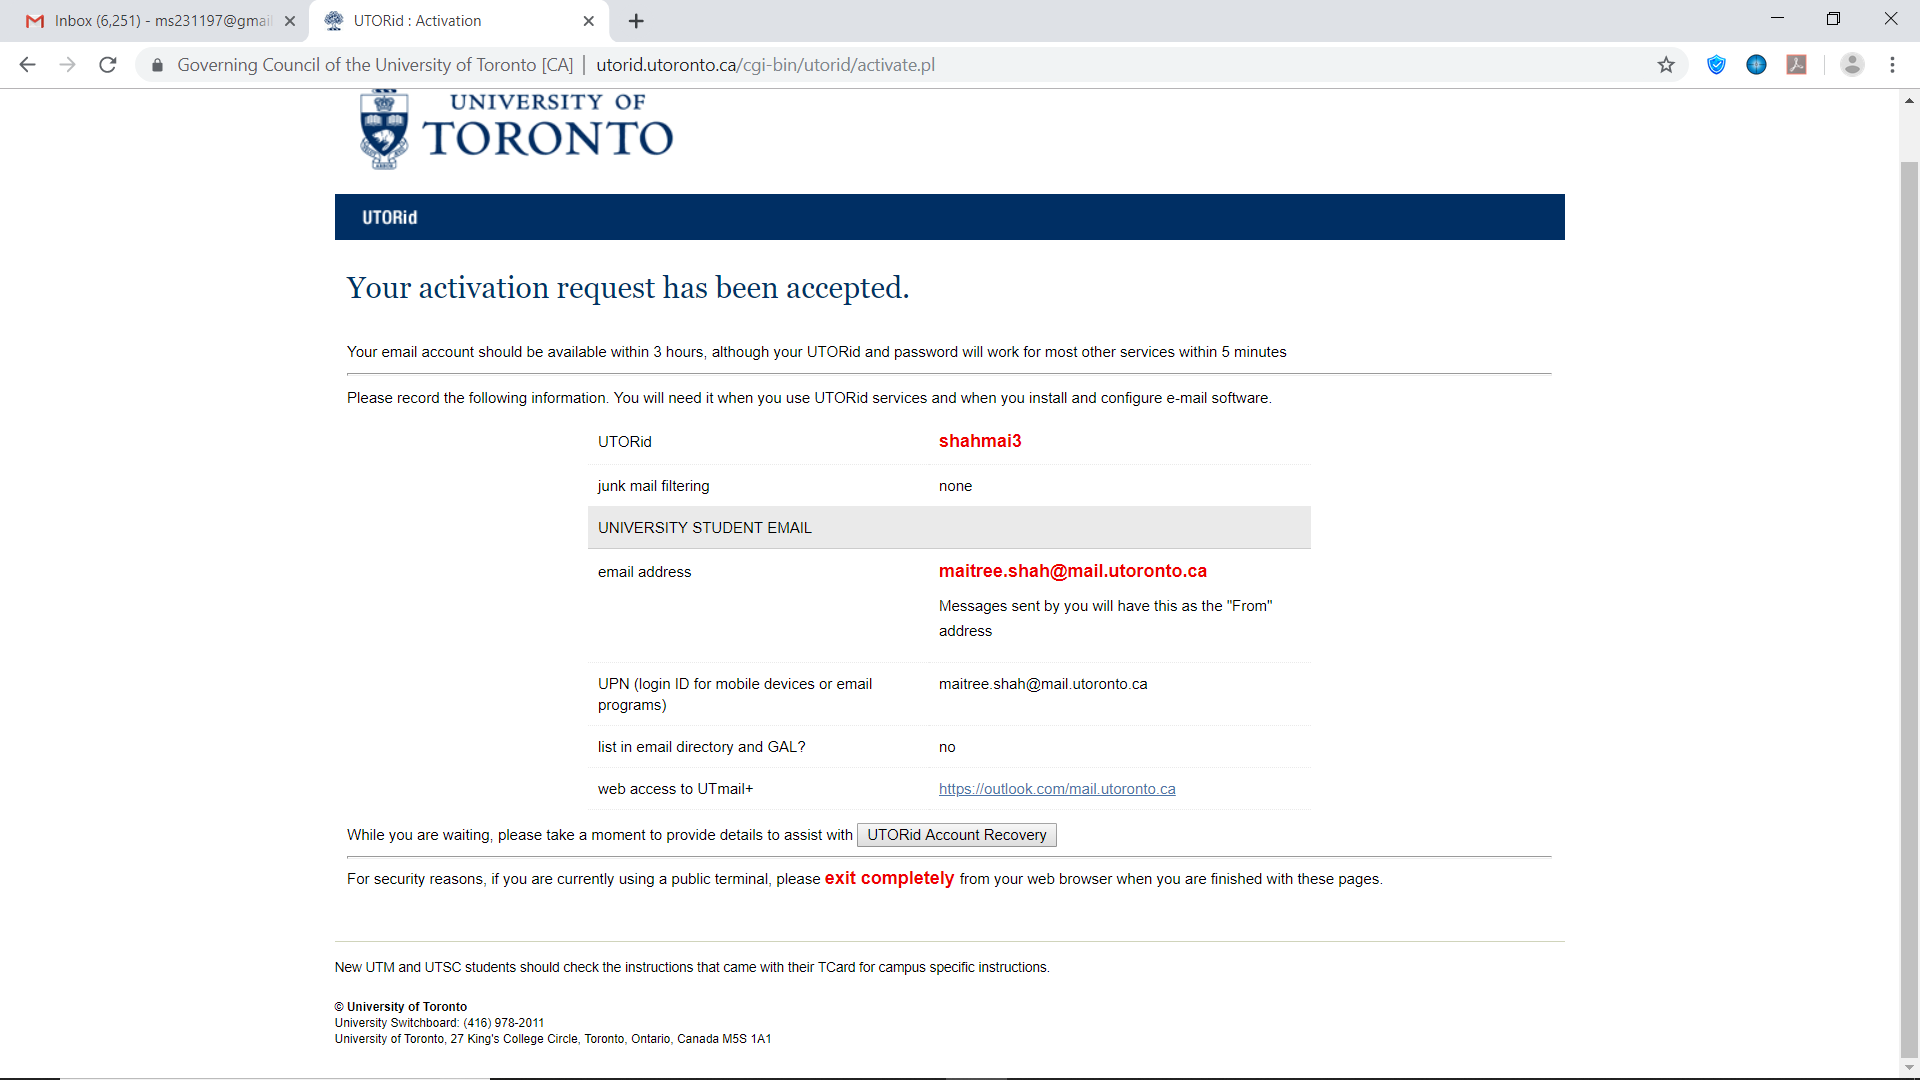 Inbox (6,251) - ms231197@gmail
UTORid : Activation
Governing Council of the University of Toronto [CA] | utorid.utoronto.ca/cgi-bin/utorid/activate.pl
UNIVERSITY OF
TORONTO
UTORid
Your activation request has been accepted.
Your email account should be available within 3 hours, although your UTORid and password will work for most other services within 5 minutes
Please record the following information. You will need it when you use UTORid services and when you install and configure e-mail software.
UTORid shahmai3
junk mail filtering none
UNIVERSITY STUDENT EMAIL
email address maitree.shah@mail.utoronto.ca
Messages sent by you will have this as the "From"
address
UPN (login ID for mobile devices or email maitree.shah@mail.utoronto.ca
programs)
list in email directory and GAL? no
web access to UTmail+ https://outlook.com/mail.utoronto.ca
While you are waiting, please take a moment to provide details to assist with UTORid Account Recovery
For security reasons, if you are currently using a public terminal, please exit completely from your web browser when you are finished with these pages.
New UTM and UTSC students should check the instructions that came with their TCard for campus specific instructions.
© University of Toronto
University Switchboard: (416) 978-2011
University of Toronto, 27 King's College Circle, Toronto, Ontario, Canada M5S 1A1